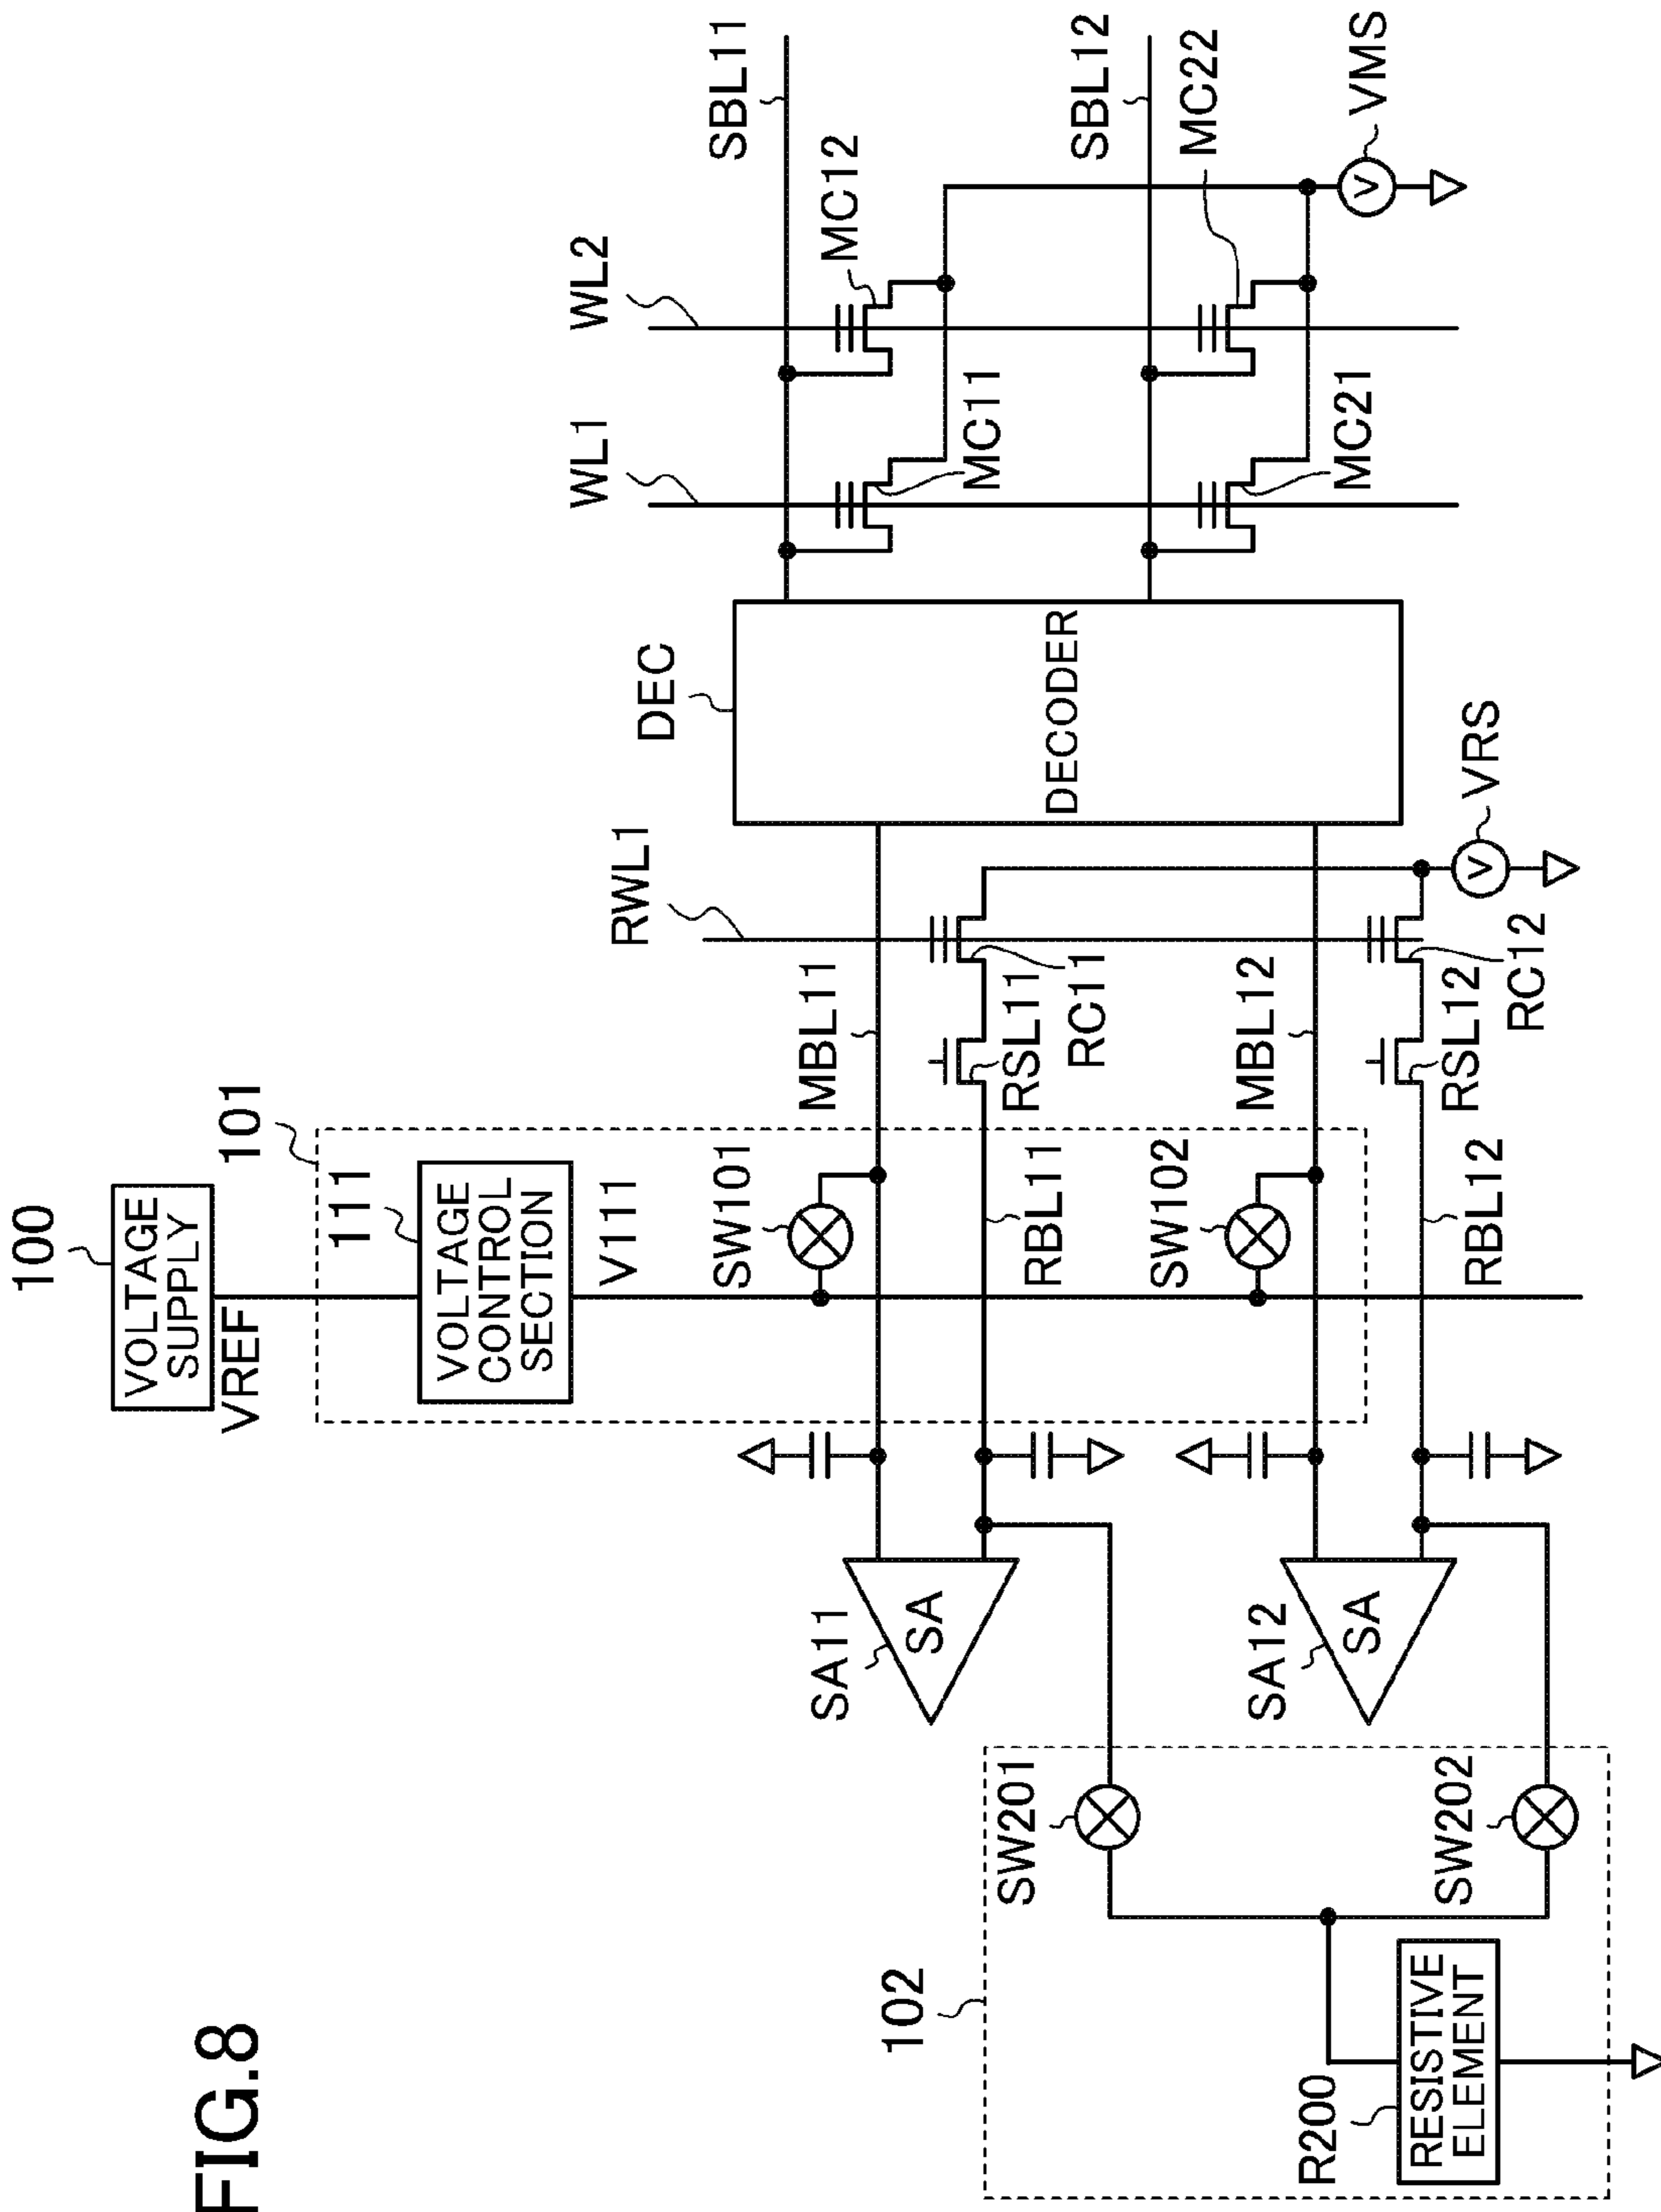 FIG.8
100
VOLTAGE
SUPPLY
VREF
101
111
VOLTAGE
CONTROL
SECTION
V111
SW101
SW102
MBL11
RBL11
MBL12
RBL12
RWL1
RSL11
RC11
RSL12
RC12
VRS
DEC
DECODER
WL1
WL2
SBL11
MC12
MC11
SBL12
MC22
MC21
VMS
V
V
SA11
SA
SA12
SA
102
SW201
SW202
R200
RESISTIVE
ELEMENT